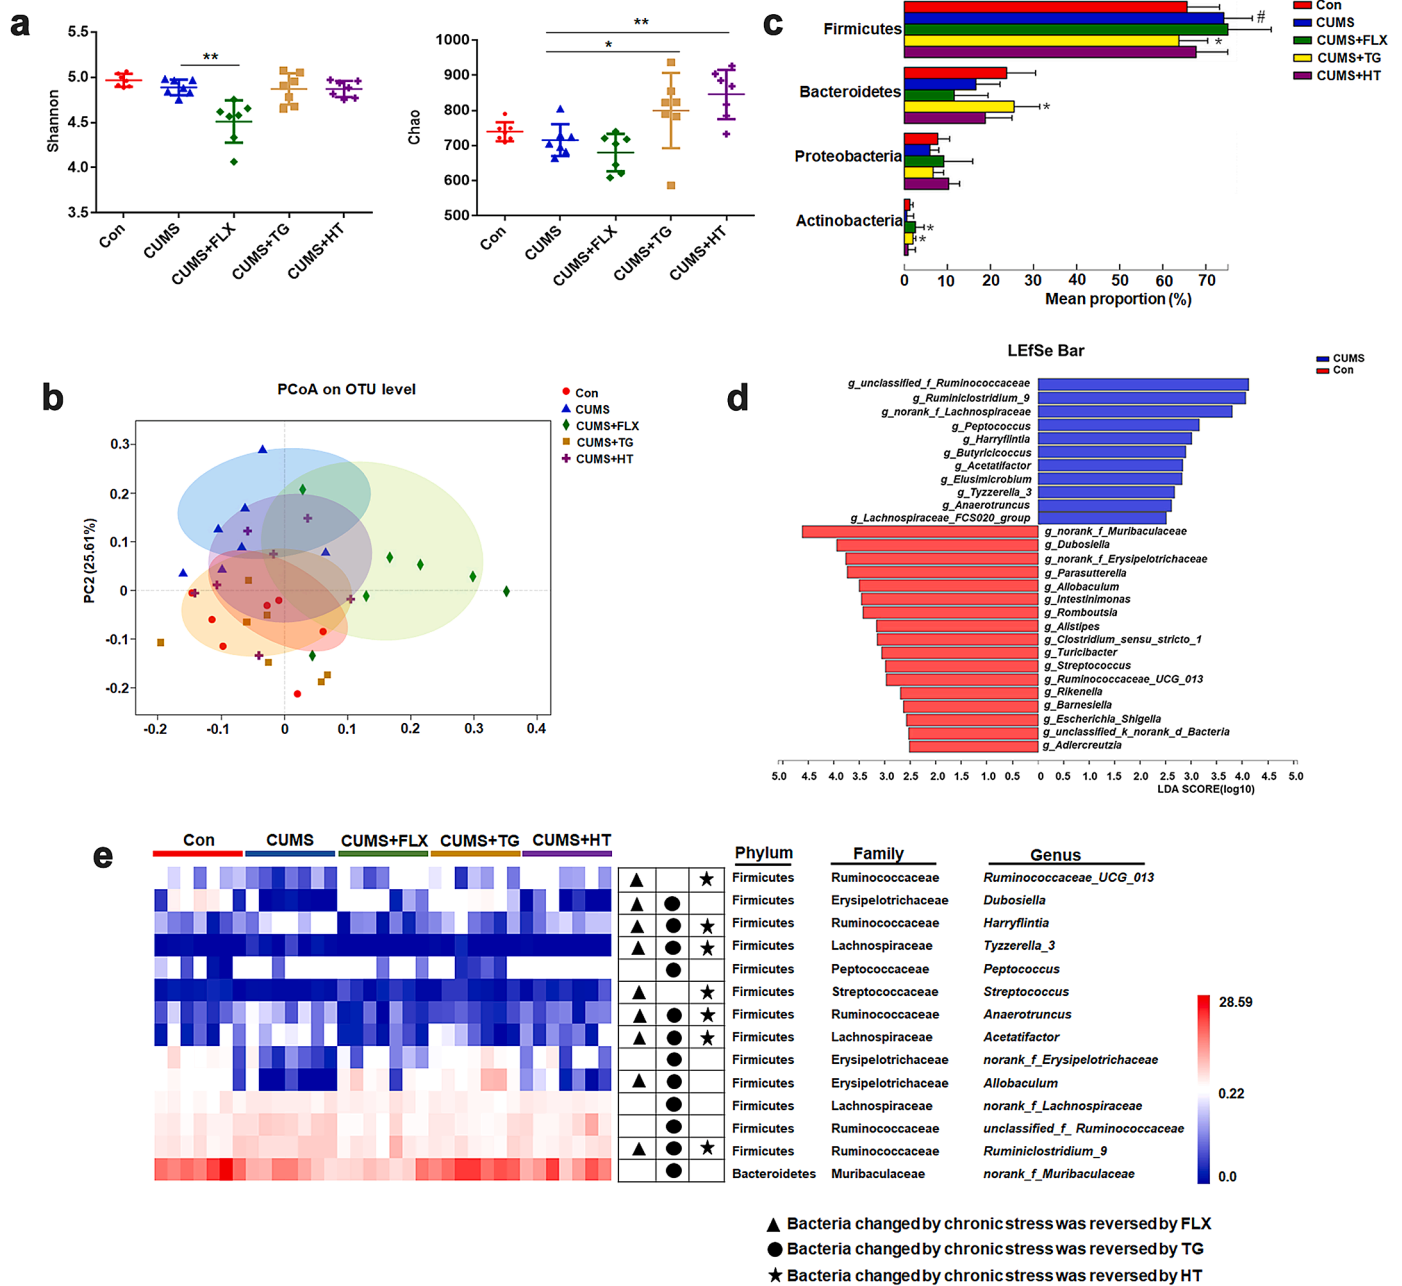 a
5.5
5.0
4.5
4.0
3.5
Shannon
**
Con
CUMS
CUMS+FLX
CUMS+TG
CUMS+HT
1000
900
800
700
600
500
Chao
**
*
Con
CUMS
CUMS+FLX
CUMS+TG
CUMS+HT
c
Firmicutes
Bacteroidetes
Proteobacteria
Actinobacteria
#
*
*
*
*
0 10 20 30 40 50 60 70
Mean proportion (%)
Con
CUMS
CUMS+FLX
CUMS+TG
CUMS+HT
b
PCoA on OTU level
PC2 (25.61%)
0.3
0.2
0.1
0
-0.1
-0.2
-0.2 -0.1 0 0.1 0.2 0.3 0.4
Con
CUMS
CUMS+FLX
CUMS+TG
CUMS+HT
d
LEfSe Bar
CUMS
Con
g_unclassified_f_Ruminococcaceae
g_Ruminiclostridium_9
g_norank_f_Lachnospiraceae
g_Peptococcus
g_Harryflintia
g_Butyricicoccus
g_Acetatifactor
g_Elusimicrobium
g_Tyzzerella_3
g_Anaerotruncus
g_Lachnospiraceae_FCS020_group
g_norank_f_Muribaculaceae
g_Dubosiella
g_norank_f_Erysipelotrichaceae
g_Parasutterella
g_Allobaculum
g_Intestinimonas
g_Romboutsia
g_Alistipes
g_Clostridium_sensu_stricto_1
g_Turicibacter
g_Streptococcus
g_Ruminococcaceae_UCG_013
g_Rikenella
g_Barnesiella
g_Escherichia_Shigella
g_unclassified_k_norank_d_Bacteria
g_Adlercreutzia
5.0 4.5 4.0 3.5 3.0 2.5 2.0 1.5 1.0 0.5 0 0.5 1.0 1.5 2.0 2.5 3.0 3.5 4.0 4.5 5.0
LDA SCORE(log10)
e
Con CUMS CUMS+FLX CUMS+TG CUMS+HT
Phylum Family Genus
Firmicutes Ruminococcaceae Ruminococcaceae_UCG_013
Firmicutes Erysipelotrichaceae Dubosiella
Firmicutes Ruminococcaceae Harryflintia
Firmicutes Lachnospiraceae Tyzzerella_3
Firmicutes Peptococcaceae Peptococcus
Firmicutes Streptococcaceae Streptococcus
Firmicutes Ruminococcaceae Anaerotruncus
Firmicutes Lachnospiraceae Acetatifactor
Firmicutes Erysipelotrichaceae norank_f_Erysipelotrichaceae
Firmicutes Erysipelotrichaceae Allobaculum
Firmicutes Lachnospiraceae norank_f_Lachnospiraceae
Firmicutes Ruminococcaceae unclassified_f_ Ruminococcaceae
Firmicutes Ruminococcaceae Ruminiclostridium_9
Bacteroidetes Muribaculaceae norank_f_Muribaculaceae
28.59
0.22
0.0
▲ Bacteria changed by chronic stress was reversed by FLX
● Bacteria changed by chronic stress was reversed by TG
★ Bacteria changed by chronic stress was reversed by HT